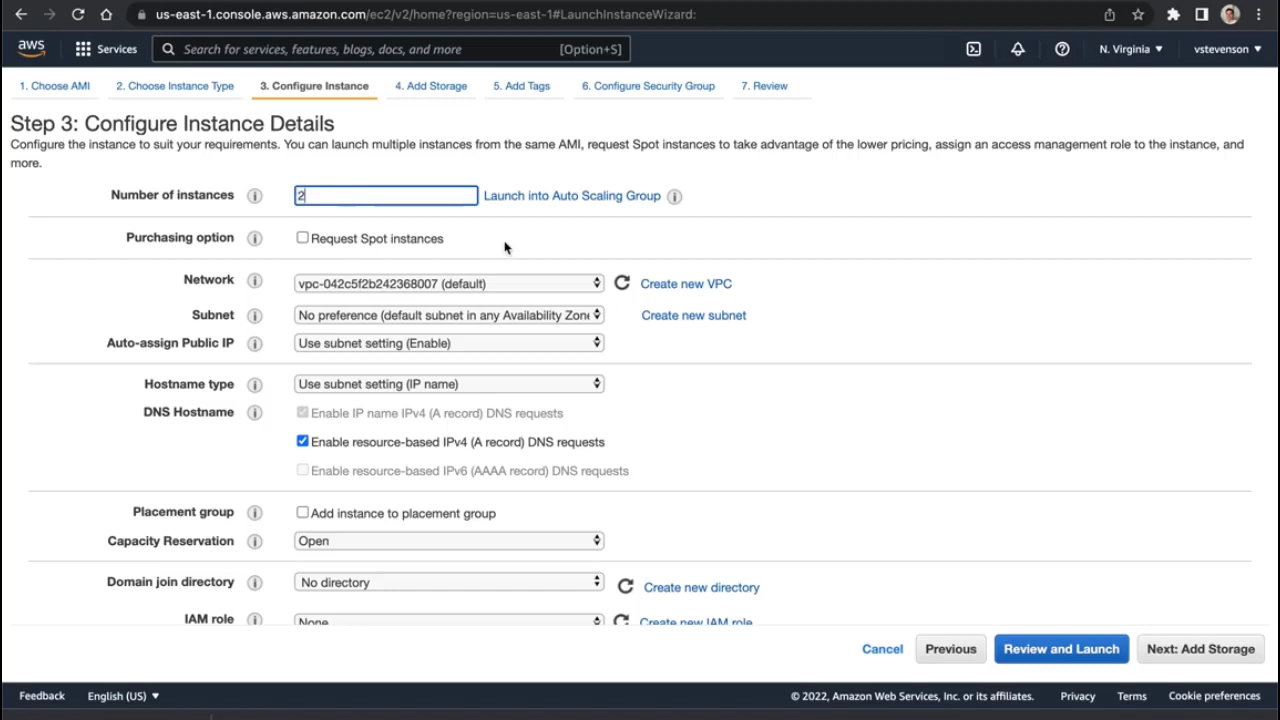 us-east-1.console.aws.amazon.com/ec2/v2/home?region=us-east-1#LaunchInstanceWizard:
aws Services Search for services, features, blogs, docs, and more [Option+S] N. Virginia vstevenson
1. Choose AMI 2. Choose Instance Type 3. Configure Instance 4. Add Storage 5. Add Tags 6. Configure Security Group 7. Review
Step 3: Configure Instance Details
Configure the instance to suit your requirements. You can launch multiple instances from the same AMI, request Spot instances to take advantage of the lower pricing, assign an access management role to the instance, and
more.
Number of instances 2 Launch into Auto Scaling Group
Purchasing option Request Spot instances
Network vpc-042c5f2b242368007 (default) Create new VPC
Subnet No preference (default subnet in any Availability Zone Create new subnet
Auto-assign Public IP Use subnet setting (Enable)
Hostname type Use subnet setting (IP name)
DNS Hostname Enable IP name IPv4 (A record) DNS requests
Enable resource-based IPv4 (A record) DNS requests
Enable resource-based IPv6 (AAAA record) DNS requests
Placement group Add instance to placement group
Capacity Reservation Open
Domain join directory No directory Create new directory
IAM role None Create new IAM role
Cancel Previous Review and Launch Next: Add Storage
Feedback English (US) © 2022, Amazon Web Services, Inc. or its affiliates. Privacy Terms Cookie preferences